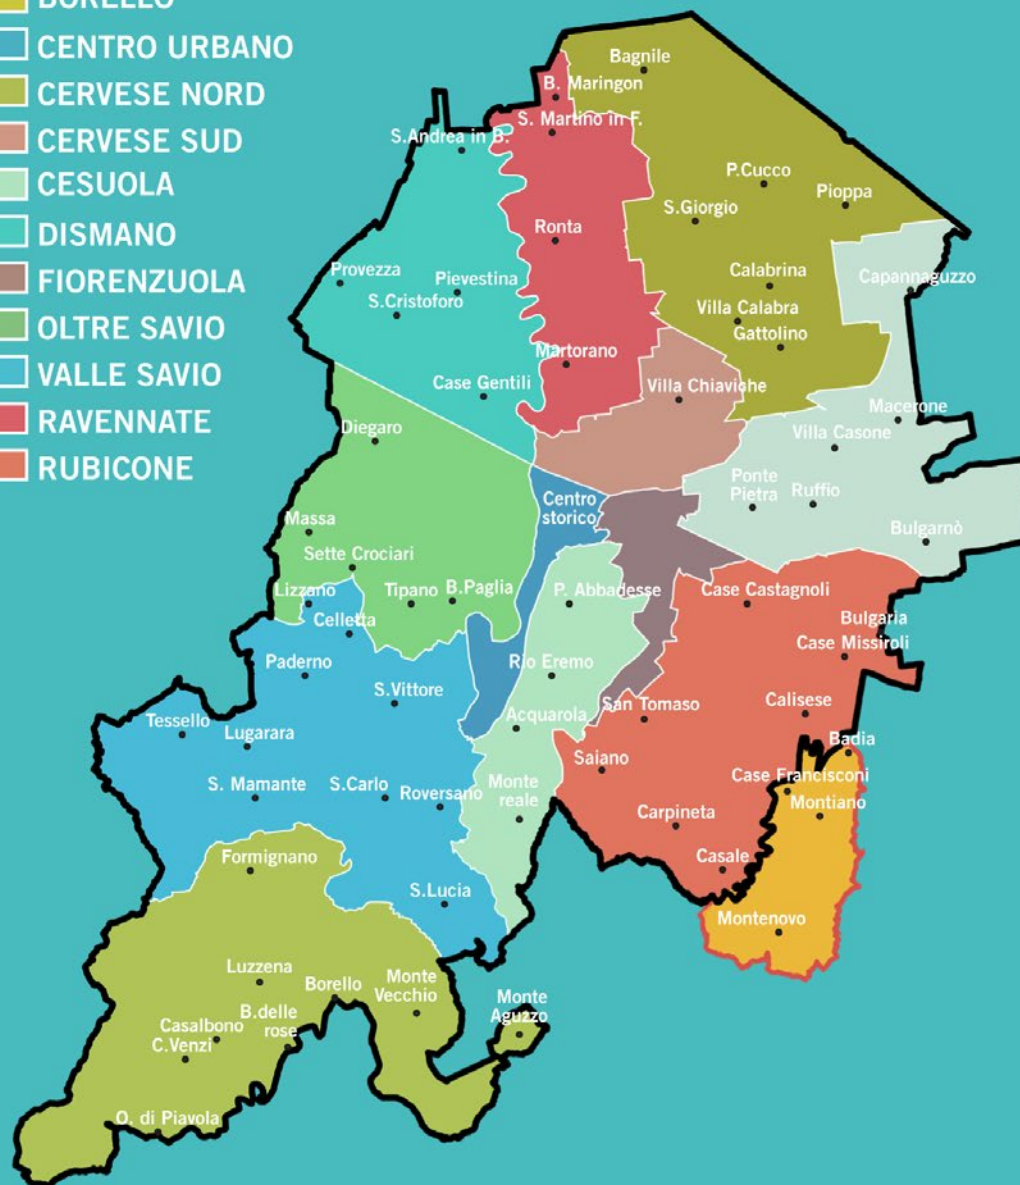 BORELLO
CENTRO URBANO
CERVESE NORD
CERVESE SUD
CESUOLA
DISMANO
FIORENZUOLA
OLTRE SAVIO
VALLE SAVIO
RAVENNATE
RUBICONE
Bagnile
B. Maringon
S. Martino in F.
S.Andrea in B.
P.Cucco
Pioppa
S.Giorgio
Ronta
Provezza
Pievestina
S.Cristoforo
Calabrina
Capannaguzzo
Villa Calabra
Gattolino
Martorano
Case Gentili
Villa Chiaviche
Macerone
Villa Casone
Diegaro
Ponte
Pietra
Ruffio
Centro
storico
Massa
Bulgarnò
Sette Crociari
Lizzano
Tipano
B.Paglia
P. Abbadesse
Case Castagnoli
Celletta
Bulgaria
Case Missiroli
Paderno
Rio Eremo
S.Vittore
San Tomaso
Calisese
Tessello
Lugarara
Acquarola
Badia
Saiano
Case Francisconi
S. Mamante
S.Carlo
Roversano
Monte
reale
Montiano
Carpineta
Formignano
Casale
S.Lucia
Montenovo
Luzzena
Borello
Monte
Vecchio
Monte
Aguzzo
B.delle
rose
Casalbono
C.Venzi
O. di Piavola